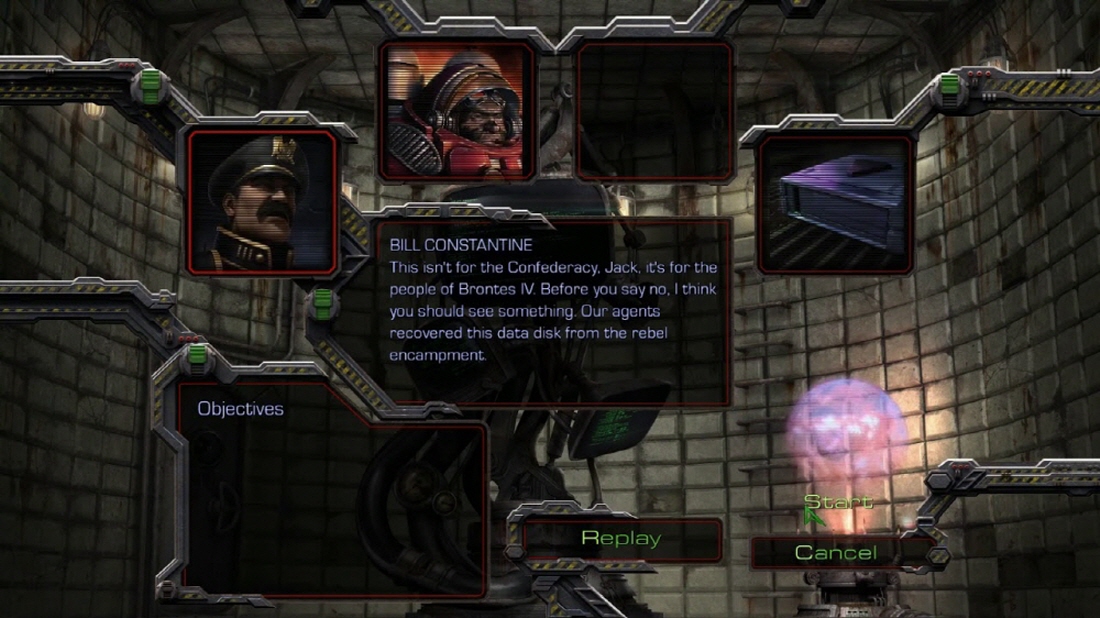 BILL CONSTANTINE
This isn't for the Confederacy, Jack, it's for the
people of Brontes IV. Before you say no, I think
you should see something. Our agents
recovered this data disk from the rebel
encampment.
Objectives
Start
Replay
Cancel